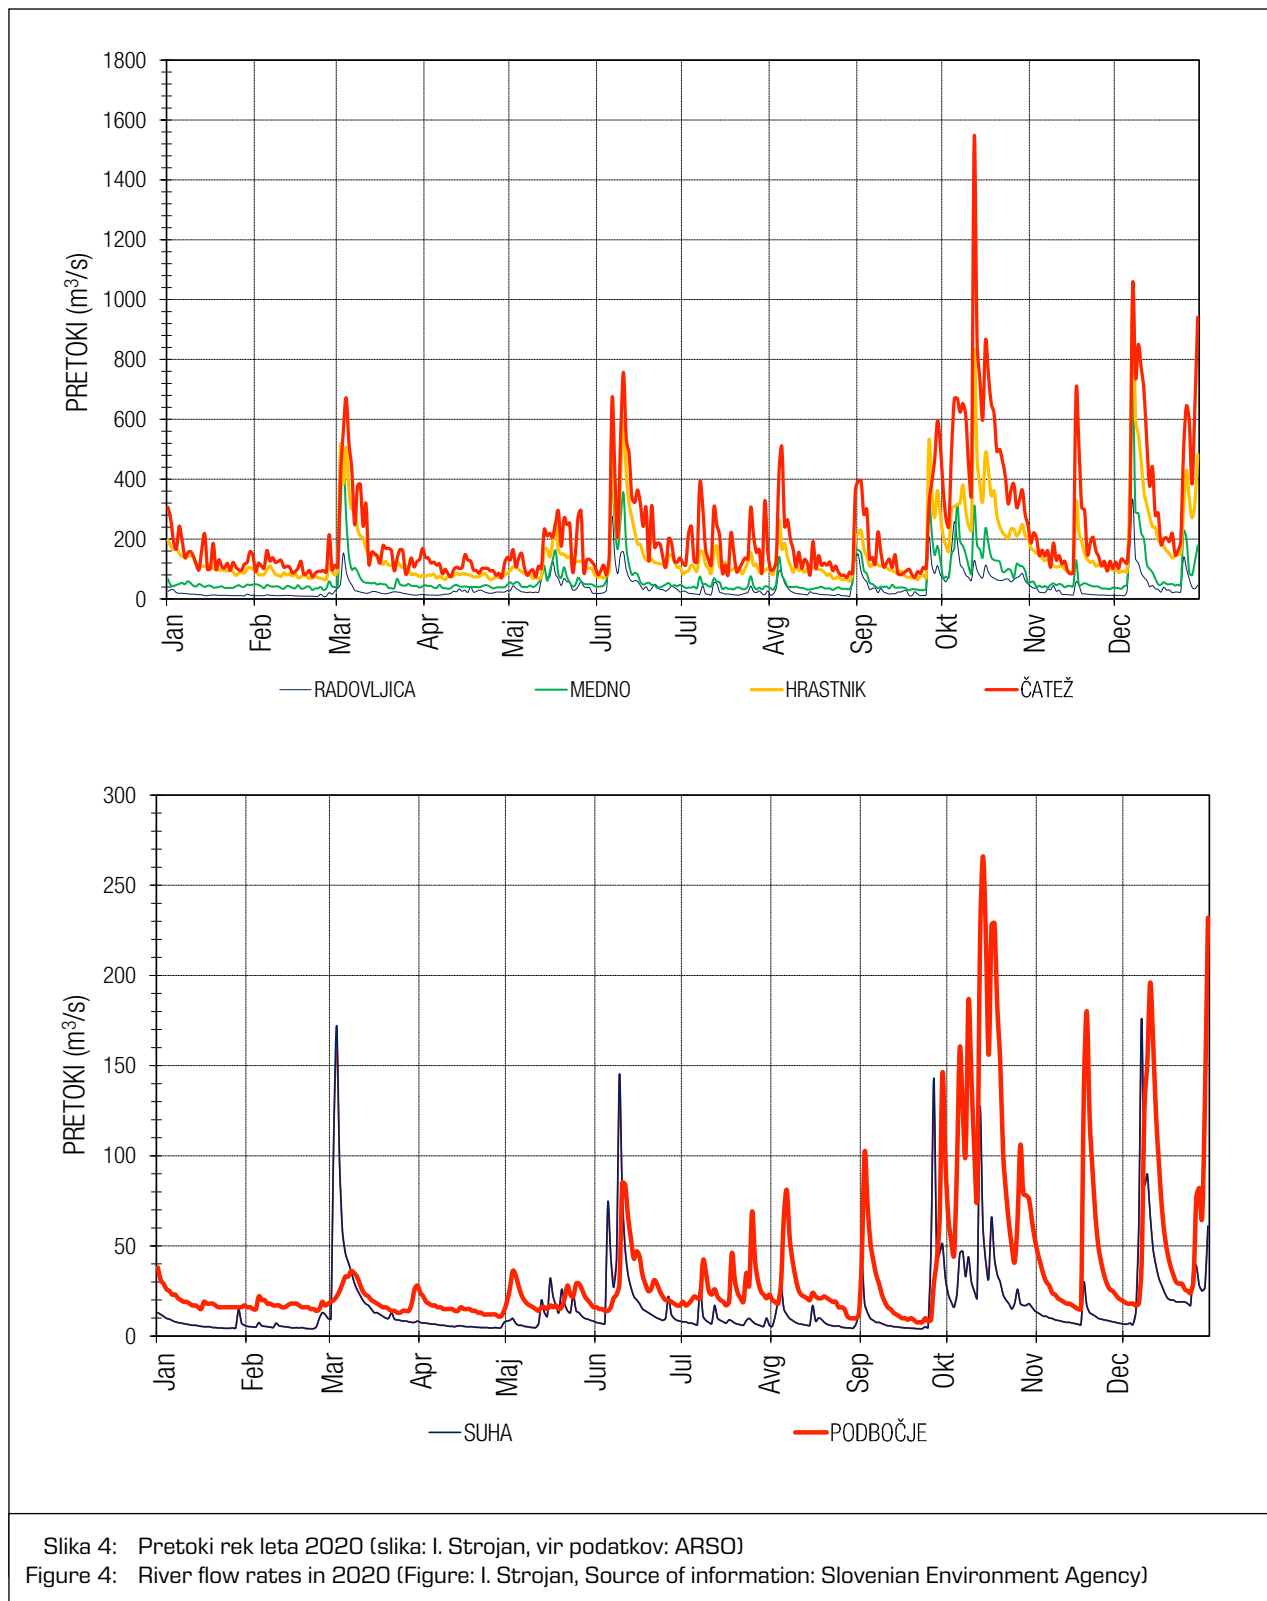 1800
1600
1400
1200
1000
800
600
400
200
0
PRETOKI (m³/s)
Jan Feb Mar Apr Maj Jun Jul Avg Sep Okt Nov Dec
RADOVLJICA MEDNO HRASTNIK ČATEŽ
300
250
200
150
100
50
0
PRETOKI (m³/s)
Jan Feb Mar Apr Maj Jun Jul Avg Sep Okt Nov Dec
SUHA PODBOČJE
Slika 4: Pretoki rek leta 2020 (slika: I. Strojan, vir podatkov: ARSO)
Figure 4: River flow rates in 2020 (Figure: I. Strojan, Source of information: Slovenian Environment Agency)